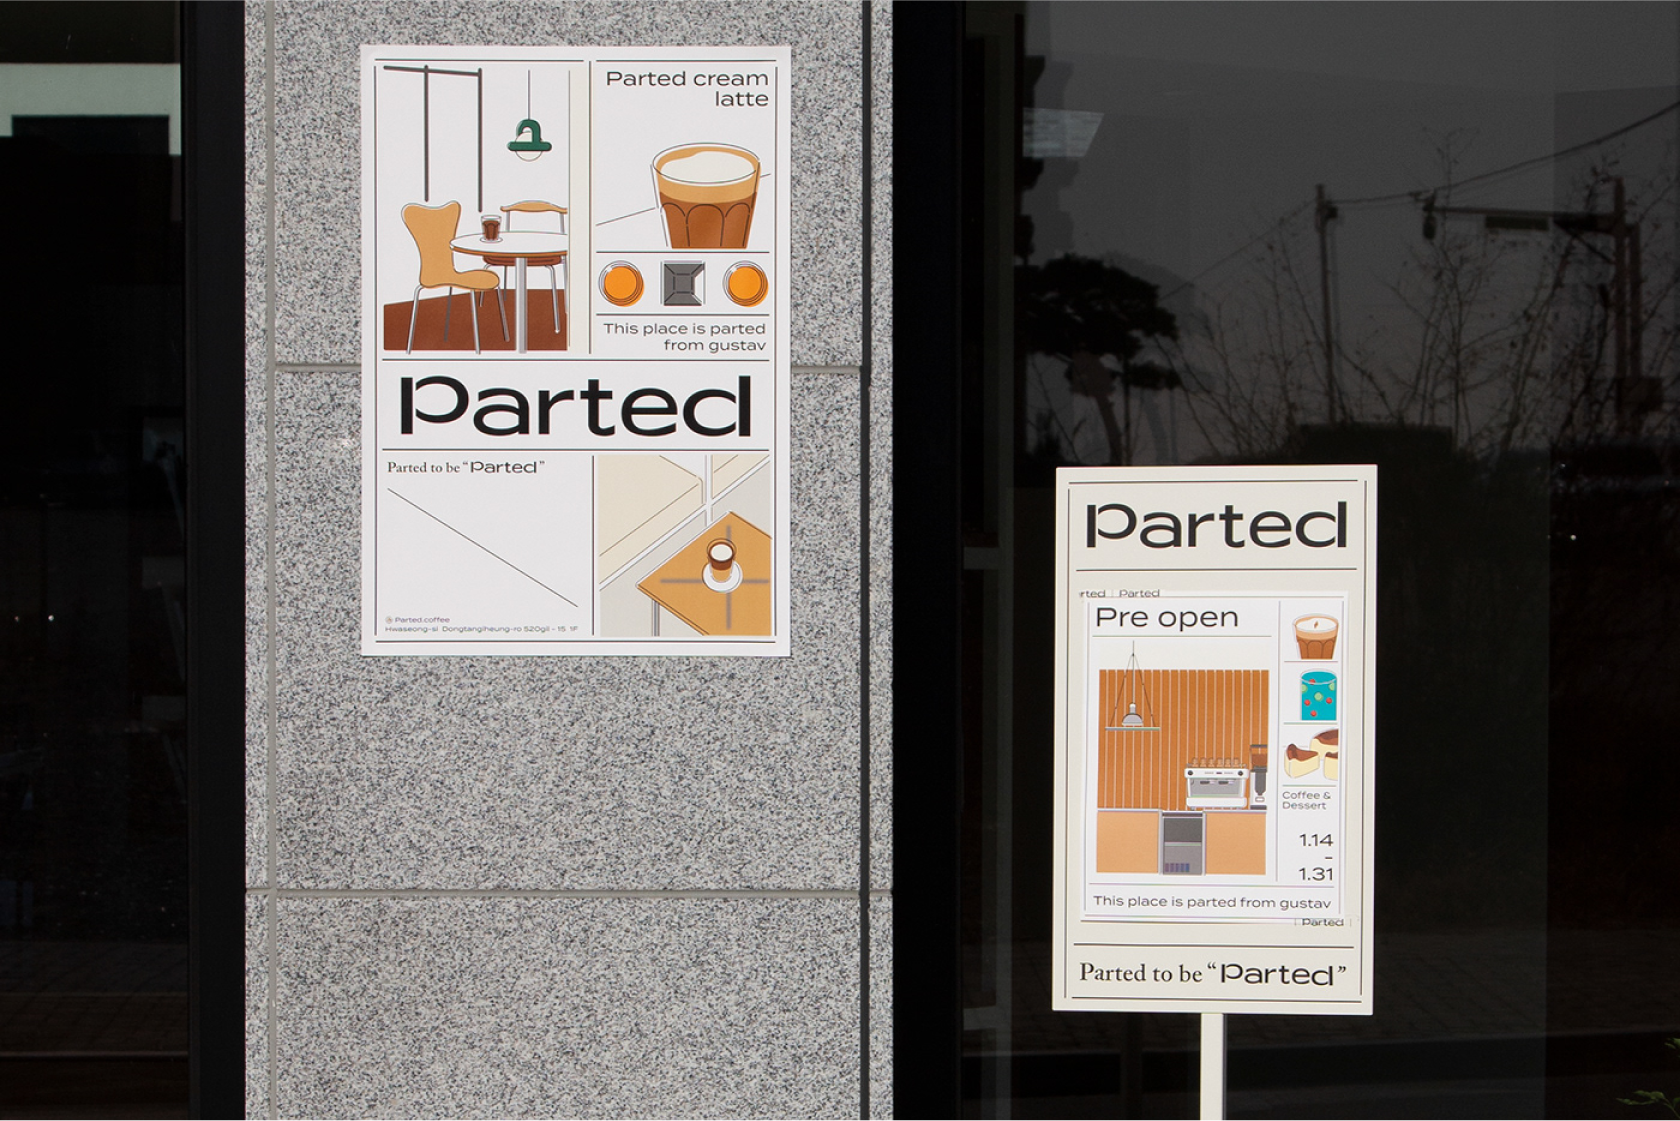 Parted cream
latte
This place is parted
from gustav
Parted
Parted to be “Parted”
@ Parted.coffee
Hwaseong-si Dongtanglheung-ro 520gil - 15 1F
Parted
rted | Parted
Pre open
Coffee &
Dessert
1.14
-
1.31
This place is parted from gustav
| Parted |
Parted to be “Parted”